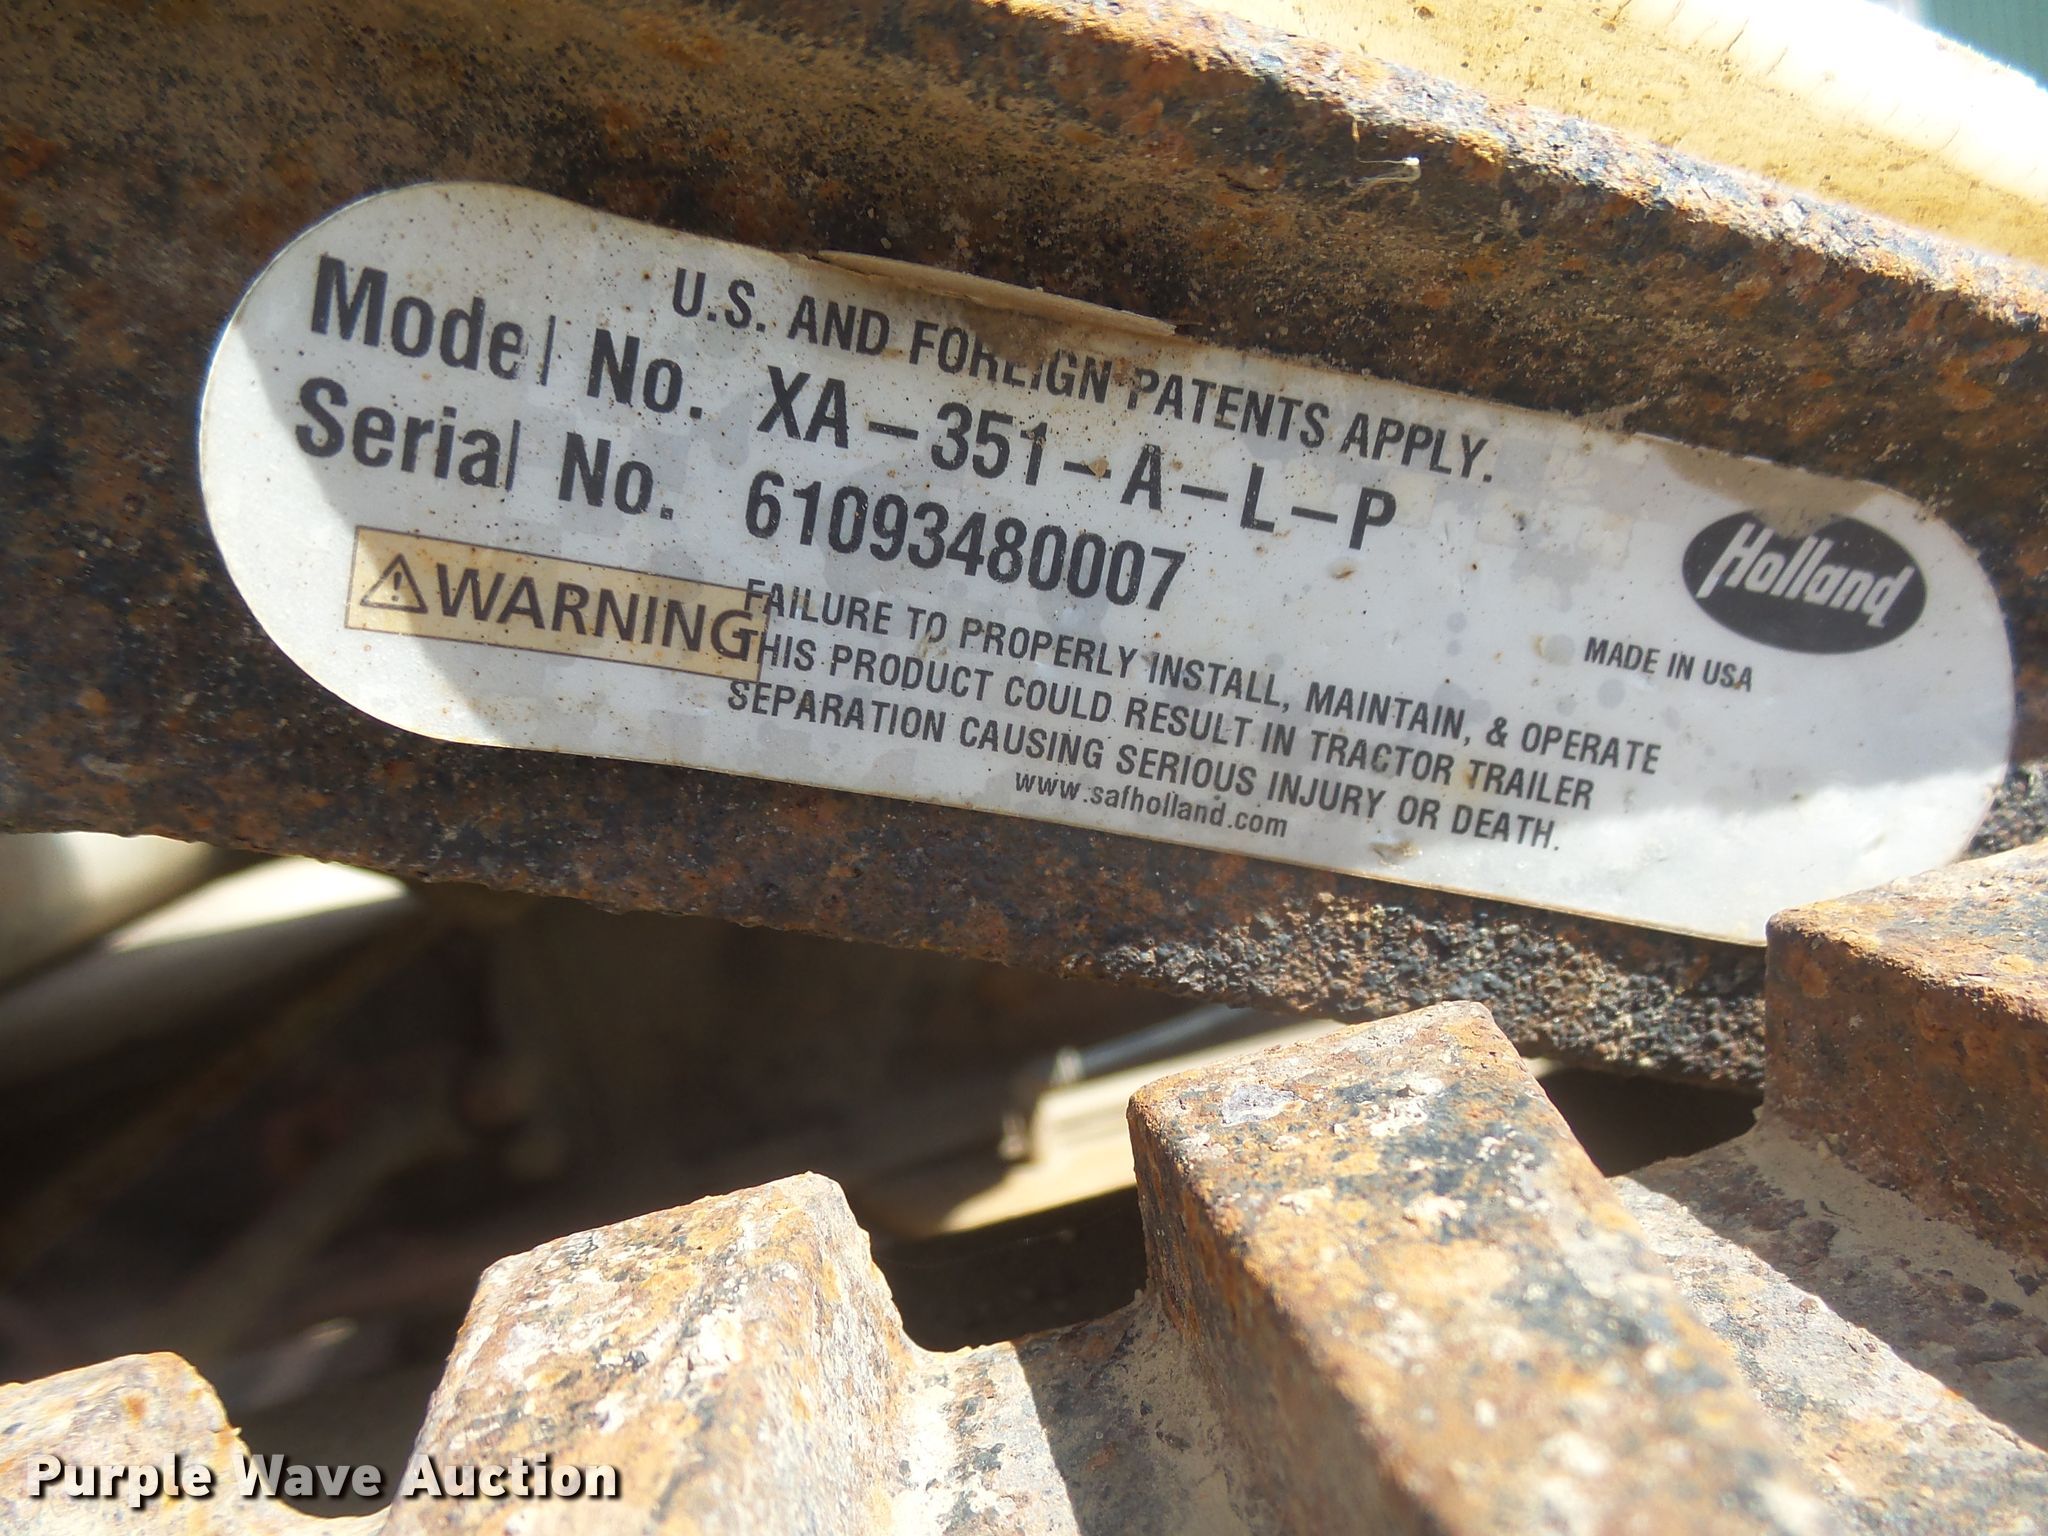 U.S. AND FOREIGN PATENTS APPLY.
Model No. XA-351-A-L-P
Serial No. 61093480007
Holland
MADE IN USA
⚠WARNING
FAILURE TO PROPERLY INSTALL, MAINTAIN, & OPERATE
THIS PRODUCT COULD RESULT IN TRACTOR TRAILER
SEPARATION CAUSING SERIOUS INJURY OR DEATH.
www.safholland.com
Purple Wave Auction